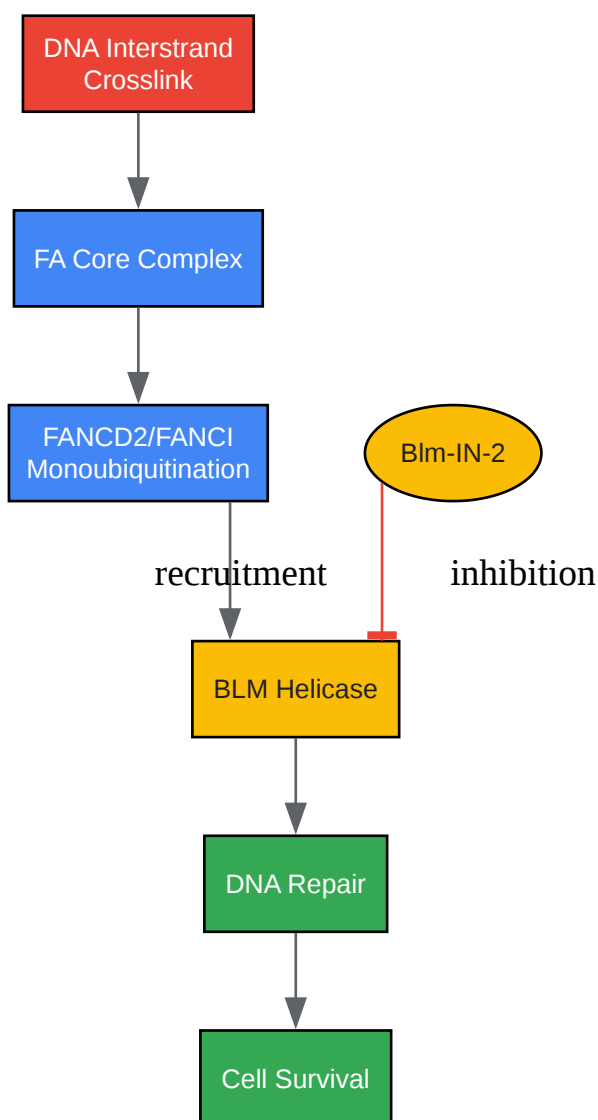 DNA Interstrand
Crosslink
FA Core Complex
FANCD2/FANCI
Monoubiquitination
Blm-IN-2
recruitment
inhibition
BLM Helicase
DNA Repair
Cell Survival